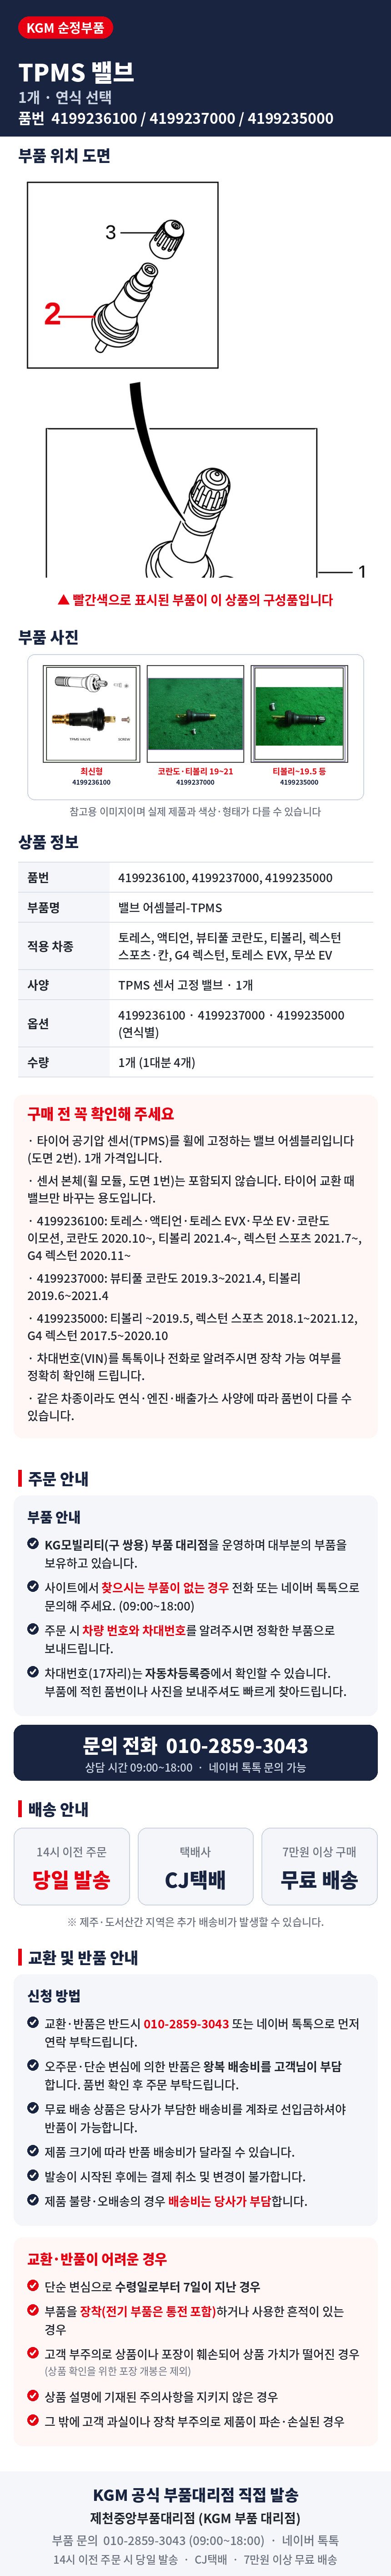 KGM 순정부품
TPMS 밸브
1개 · 연식 선택
품번 4199236100 / 4199237000 / 4199235000
부품 위치 도면
3
2
1
▲ 빨간색으로 표시된 부품이 이 상품의 구성품입니다
부품 사진
TPMS VALVE
SCREW
최신형
4199236100
코란도·티볼리 19~21
4199237000
티볼리~19.5 등
4199235000
참고용 이미지이며 실제 제품과 색상·형태가 다를 수 있습니다
상품 정보
품번
4199236100, 4199237000, 4199235000
부품명
밸브 어셈블리-TPMS
적용 차종
토레스, 액티언, 뷰티풀 코란도, 티볼리, 렉스턴
스포츠·칸, G4 렉스턴, 토레스 EVX, 무쏘 EV
사양
TPMS 센서 고정 밸브 · 1개
옵션
4199236100 · 4199237000 · 4199235000
(연식별)
수량
1개 (1대분 4개)
구매 전 꼭 확인해 주세요
· 타이어 공기압 센서(TPMS)를 휠에 고정하는 밸브 어셈블리입니다
(도면 2번). 1개 가격입니다.
· 센서 본체(휠 모듈, 도면 1번)는 포함되지 않습니다. 타이어 교환 때
밸브만 바꾸는 용도입니다.
· 4199236100: 토레스·액티언·토레스 EVX·무쏘 EV·코란도
이모션, 코란도 2020.10~, 티볼리 2021.4~, 렉스턴 스포츠 2021.7~,
G4 렉스턴 2020.11~
· 4199237000: 뷰티풀 코란도 2019.3~2021.4, 티볼리
2019.6~2021.4
· 4199235000: 티볼리 ~2019.5, 렉스턴 스포츠 2018.1~2021.12,
G4 렉스턴 2017.5~2020.10
· 차대번호(VIN)를 톡톡이나 전화로 알려주시면 장착 가능 여부를
정확히 확인해 드립니다.
· 같은 차종이라도 연식·엔진·배출가스 사양에 따라 품번이 다를 수
있습니다.
주문 안내
부품 안내
KG모빌리티(구 쌍용) 부품 대리점을 운영하며 대부분의 부품을
보유하고 있습니다.
사이트에서 찾으시는 부품이 없는 경우 전화 또는 네이버 톡톡으로
문의해 주세요. (09:00~18:00)
주문 시 차량 번호와 차대번호를 알려주시면 정확한 부품으로
보내드립니다.
차대번호(17자리)는 자동차등록증에서 확인할 수 있습니다.
부품에 적힌 품번이나 사진을 보내주셔도 빠르게 찾아드립니다.
문의 전화 010-2859-3043
상담 시간 09:00~18:00 · 네이버 톡톡 문의 가능
배송 안내
14시 이전 주문
당일 발송
택배사
CJ택배
7만원 이상 구매
무료 배송
※ 제주·도서산간 지역은 추가 배송비가 발생할 수 있습니다.
교환 및 반품 안내
신청 방법
교환·반품은 반드시 010-2859-3043 또는 네이버 톡톡으로 먼저
연락 부탁드립니다.
오주문·단순 변심에 의한 반품은 왕복 배송비를 고객님이 부담
합니다. 품번 확인 후 주문 부탁드립니다.
무료 배송 상품은 당사가 부담한 배송비를 계좌로 선입금하셔야
반품이 가능합니다.
제품 크기에 따라 반품 배송비가 달라질 수 있습니다.
발송이 시작된 후에는 결제 취소 및 변경이 불가합니다.
제품 불량·오배송의 경우 배송비는 당사가 부담합니다.
교환·반품이 어려운 경우
단순 변심으로 수령일로부터 7일이 지난 경우
부품을 장착(전기 부품은 통전 포함)하거나 사용한 흔적이 있는
경우
고객 부주의로 상품이나 포장이 훼손되어 상품 가치가 떨어진 경우
(상품 확인을 위한 포장 개봉은 제외)
상품 설명에 기재된 주의사항을 지키지 않은 경우
그 밖에 고객 과실이나 장착 부주의로 제품이 파손·손실된 경우
KGM 공식 부품대리점 직접 발송
제천중앙부품대리점 (KGM 부품 대리점)
부품 문의 010-2859-3043 (09:00~18:00) · 네이버 톡톡
14시 이전 주문 시 당일 발송 · CJ택배 · 7만원 이상 무료 배송